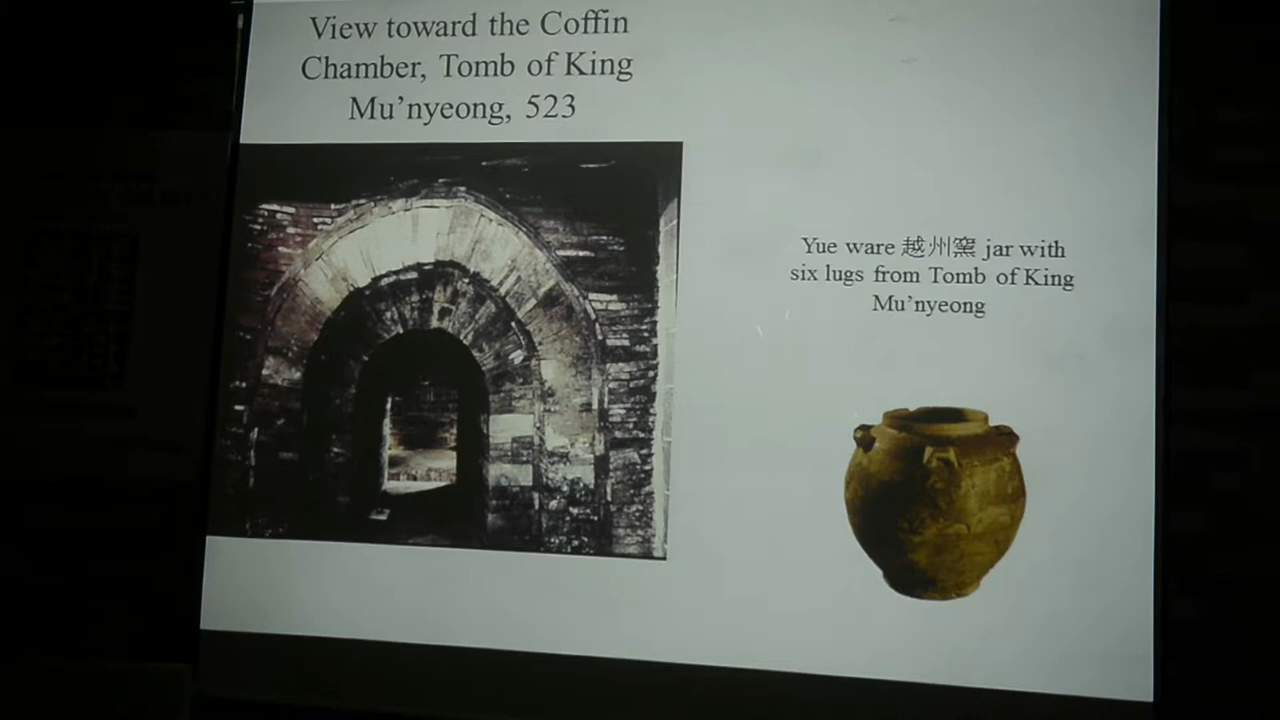 View toward the Coffin
Chamber, Tomb of King
Mu’nyeong, 523
Yue ware 越州窯 jar with
six lugs from Tomb of King
Mu’nyeong